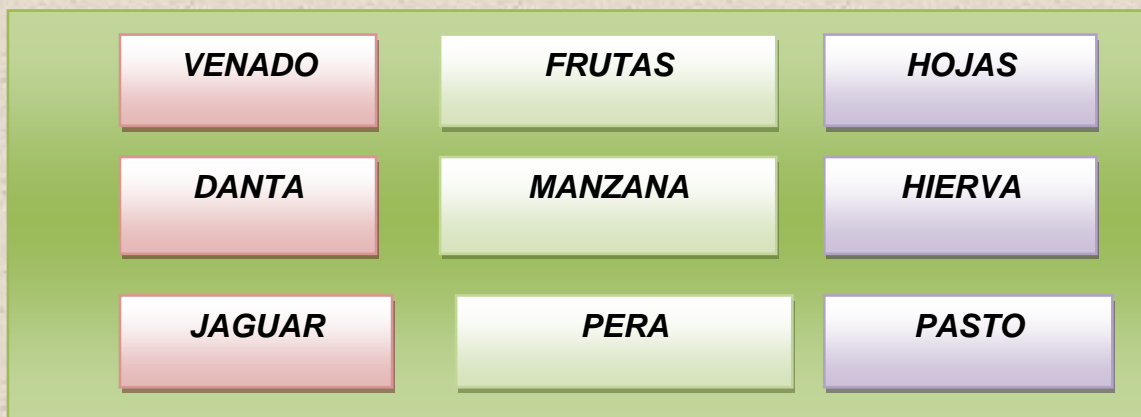 VENADO FRUTAS HOJAS
DANTA MANZANA HIERVA
JAGUAR PERA PASTO